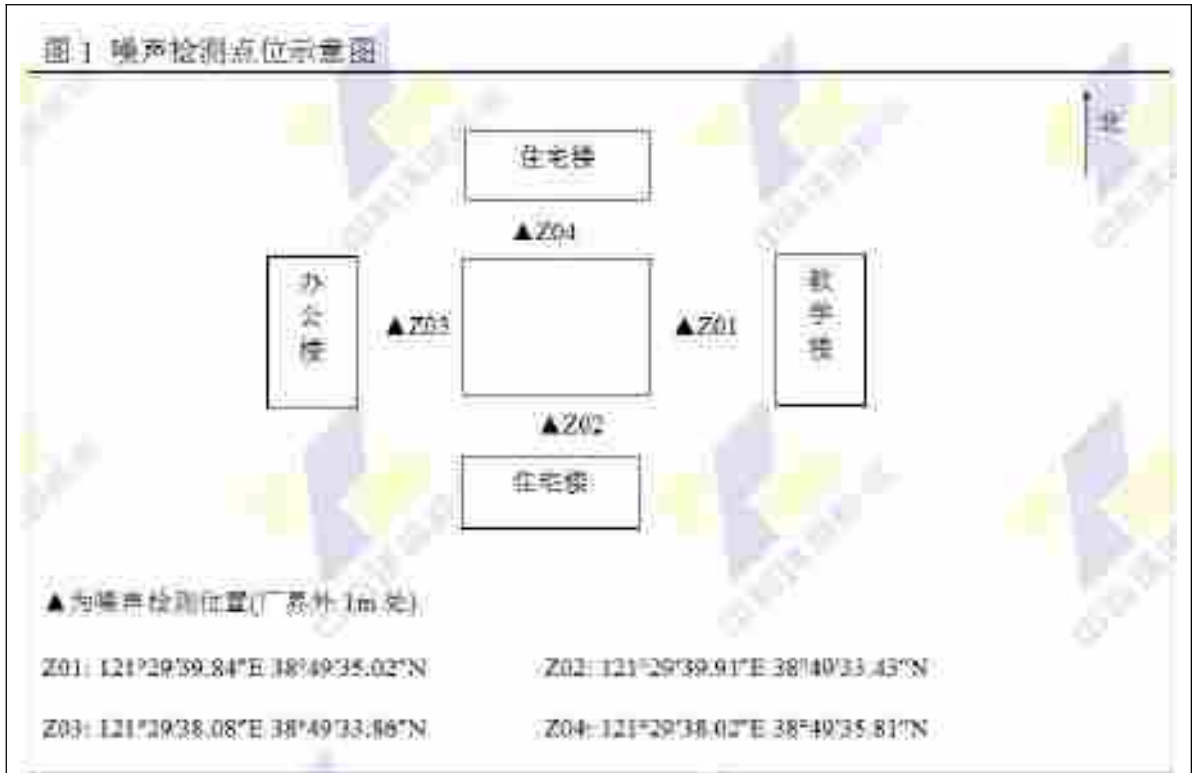 图 1 噪声检测点位示意图
北
住宅楼
▲Z04
办公楼
▲Z03
▲Z01
教学楼
▲Z02
住宅楼
▲为噪声检测位置(厂界外 1m 处)
Z01: 121°29'39.84"E 38°49'35.02"N Z02: 121°29'39.91"E 38°49'33.43"N
Z03: 121°29'38.08"E 38°49'33.86"N Z04: 121°29'38.02"E 38°49'35.81"N